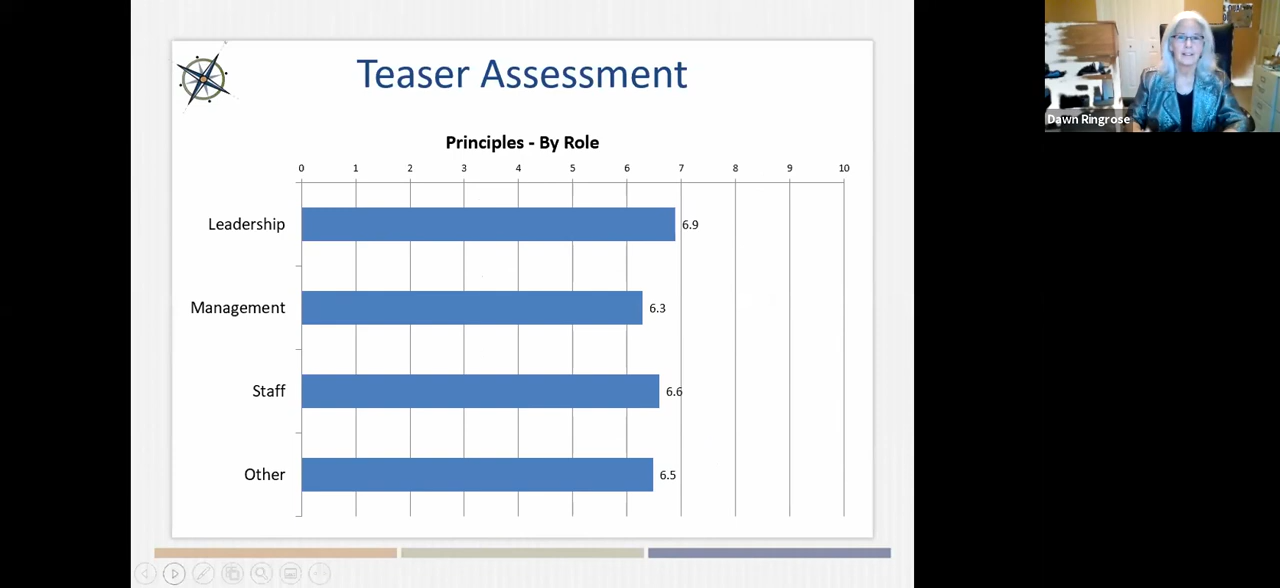 Teaser Assessment
Principles - By Role
0 1 2 3 4 5 6 7 8 9 10
Leadership 6.9
Management 6.3
Staff 6.6
Other 6.5
Dawn Ringrose